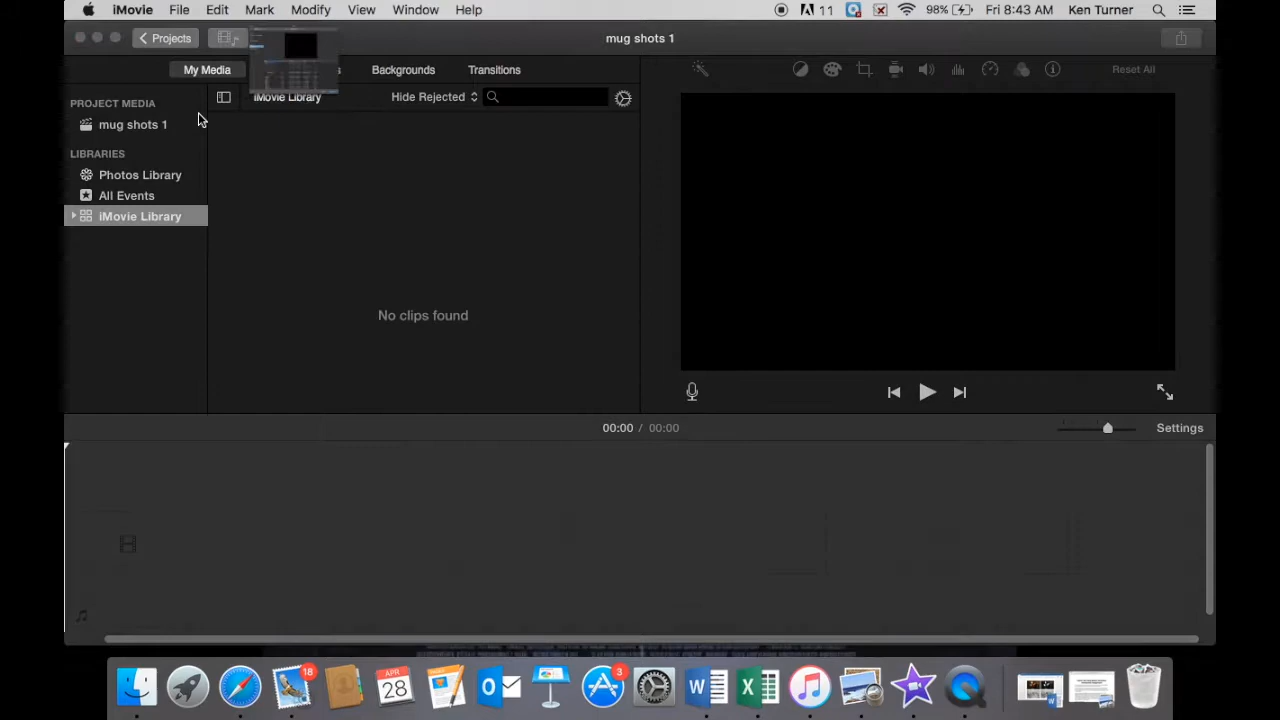 iMovie File Edit Mark Modify View Window Help 11 98% Fri 8:43 AM Ken Turner
Projects mug shots 1
My Media Backgrounds Transitions Reset All
iMovie Library Hide Rejected
PROJECT MEDIA
mug shots 1
LIBRARIES
Photos Library
All Events
iMovie Library
No clips found
00:00 / 00:00 Settings
18 APR 28 3